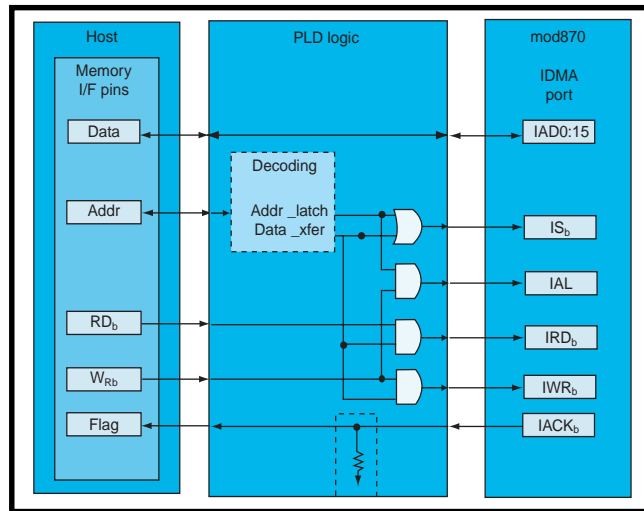 Host
PLD logic
mod870
Memory
I/F pins
IDMA
port
Data
IAD0:15
Decoding
Addr
Addr _latch
Data _xfer
ISb
IAL
RDb
IRDb
WRb
IWRb
Flag
IACKb